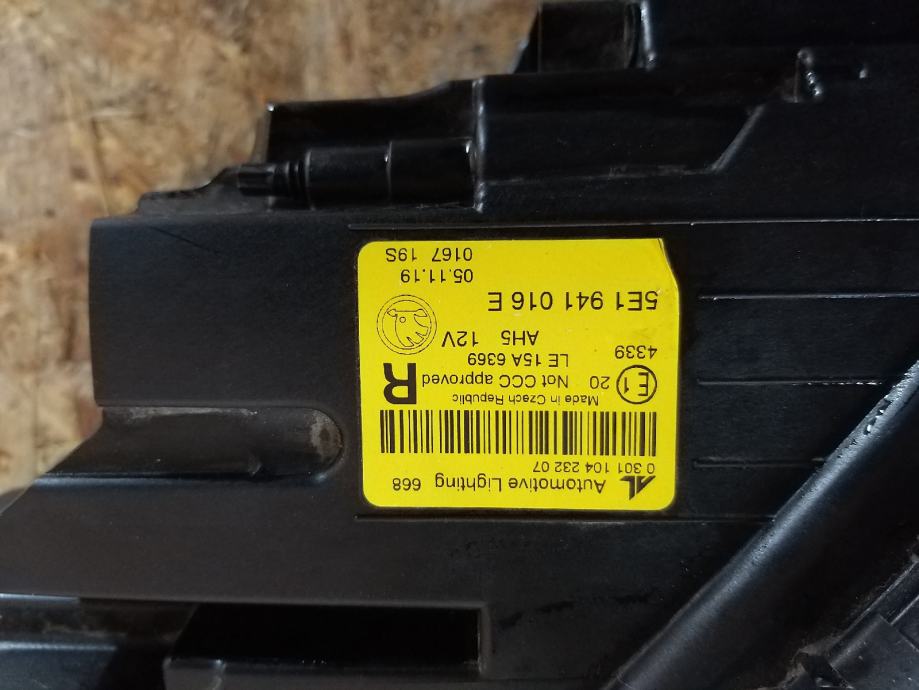 Automotive Lighting 668
0 301 104 232 07
Made in Czech Republic
E1 20 Not CCC approved R
4339 LE 15A 6369
AH5 12V
5E1 941 016 E
05.11.19
0167 19S